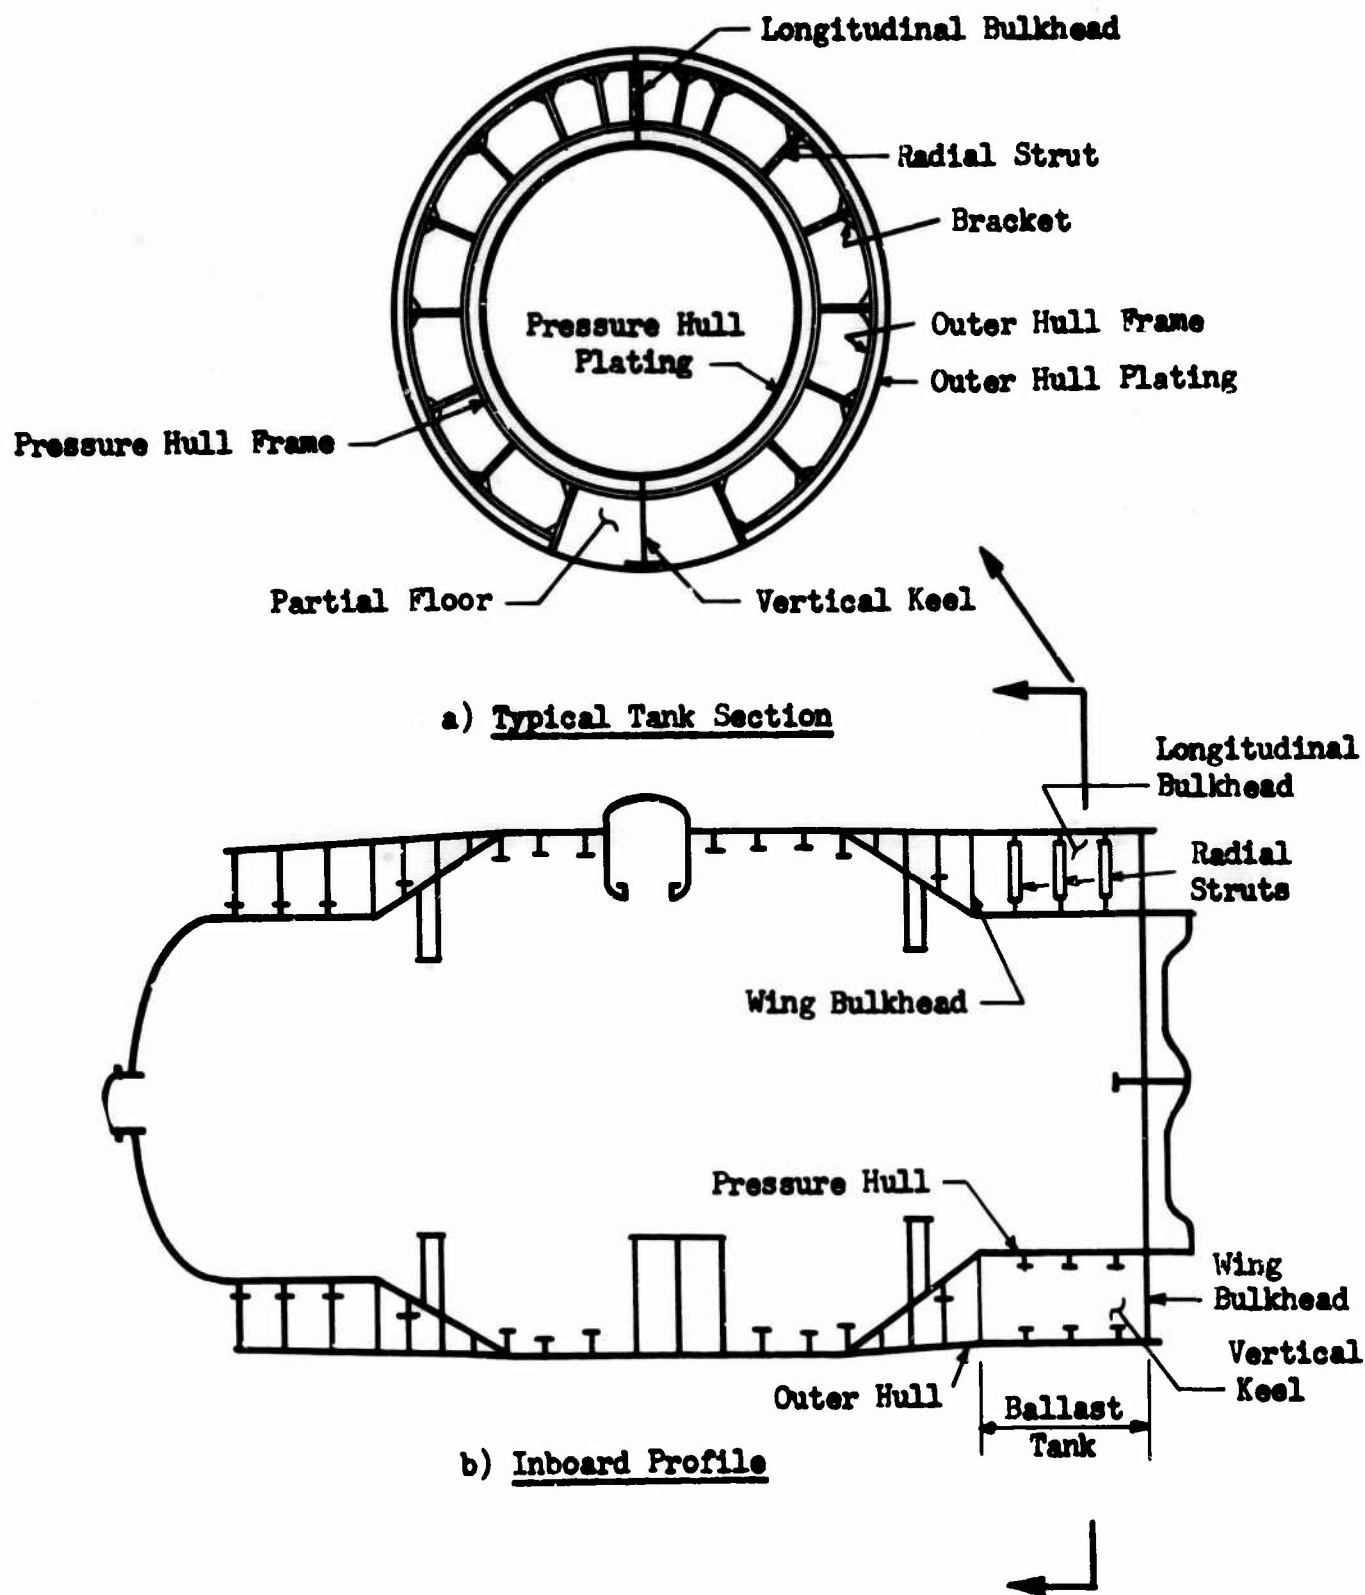 Longitudinal Bulkhead
Radial Strut
Bracket
Pressure Hull
Plating
Outer Hull Frame
Outer Hull Plating
Pressure Hull Frame
Partial Floor
Vertical Keel
a) Typical Tank Section
Longitudinal
Bulkhead
Radial
Struts
Wing Bulkhead
Pressure Hull
Wing
Bulkhead
Vertical
Keel
Outer Hull
Ballast
Tank
b) Inboard Profile